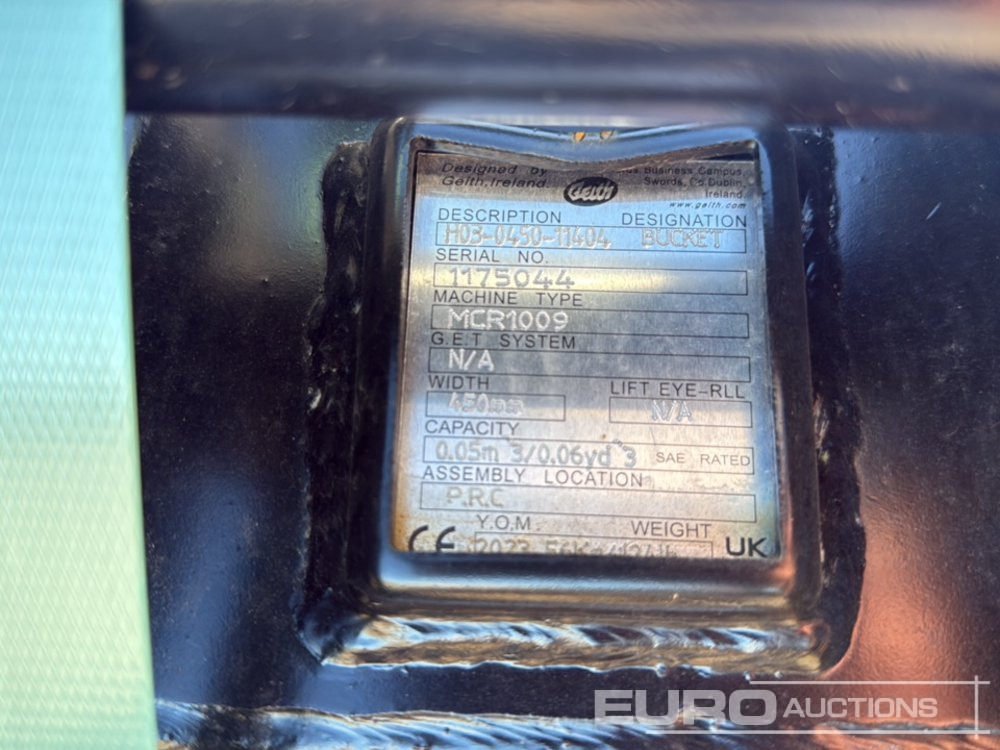 Designed by
Geith, Ireland.
Geith
Business Campus,
Swords, Co.Dublin,
Ireland.
www.geith.com
DESCRIPTION DESIGNATION
H03-0450-11404 BUCKET
SERIAL NO.
1175044
MACHINE TYPE
MCR1009
G.E.T SYSTEM
N/A
WIDTH LIFT EYE-RLL
450mm N/A
CAPACITY
0.05m^3/0.06yd^3 SAE RATED
ASSEMBLY LOCATION
P.R.C
Y.O.M. WEIGHT
CE 2023 56Kg/124lb UK
EURO AUCTIONS